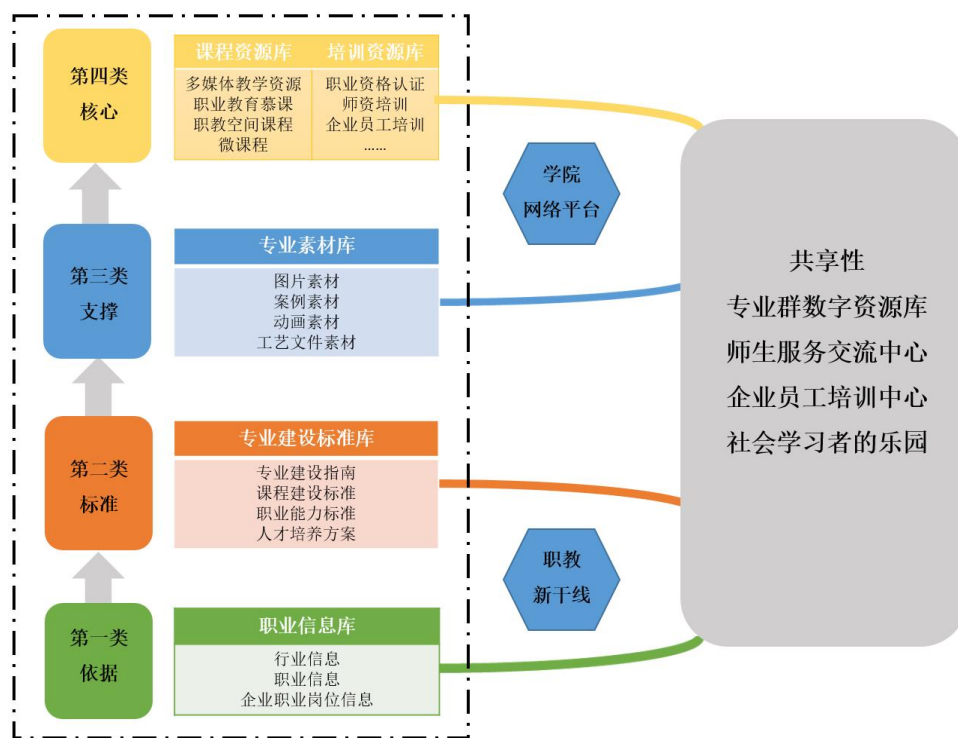 第四类
核心
课程资源库
多媒体教学资源
职业教育慕课
职教空间课程
微课程
培训资源库
职业资格认证
师资培训
企业员工培训
......
学院
网络平台
第三类
支撑
专业素材库
图片素材
案例素材
动画素材
工艺文件素材
共享性
专业群数字资源库
师生服务交流中心
企业员工培训中心
社会学习者的乐园
第二类
标准
专业建设标准库
专业建设指南
课程建设标准
职业能力标准
人才培养方案
职教
新干线
第一类
依据
职业信息库
行业信息
职业信息
企业职业岗位信息